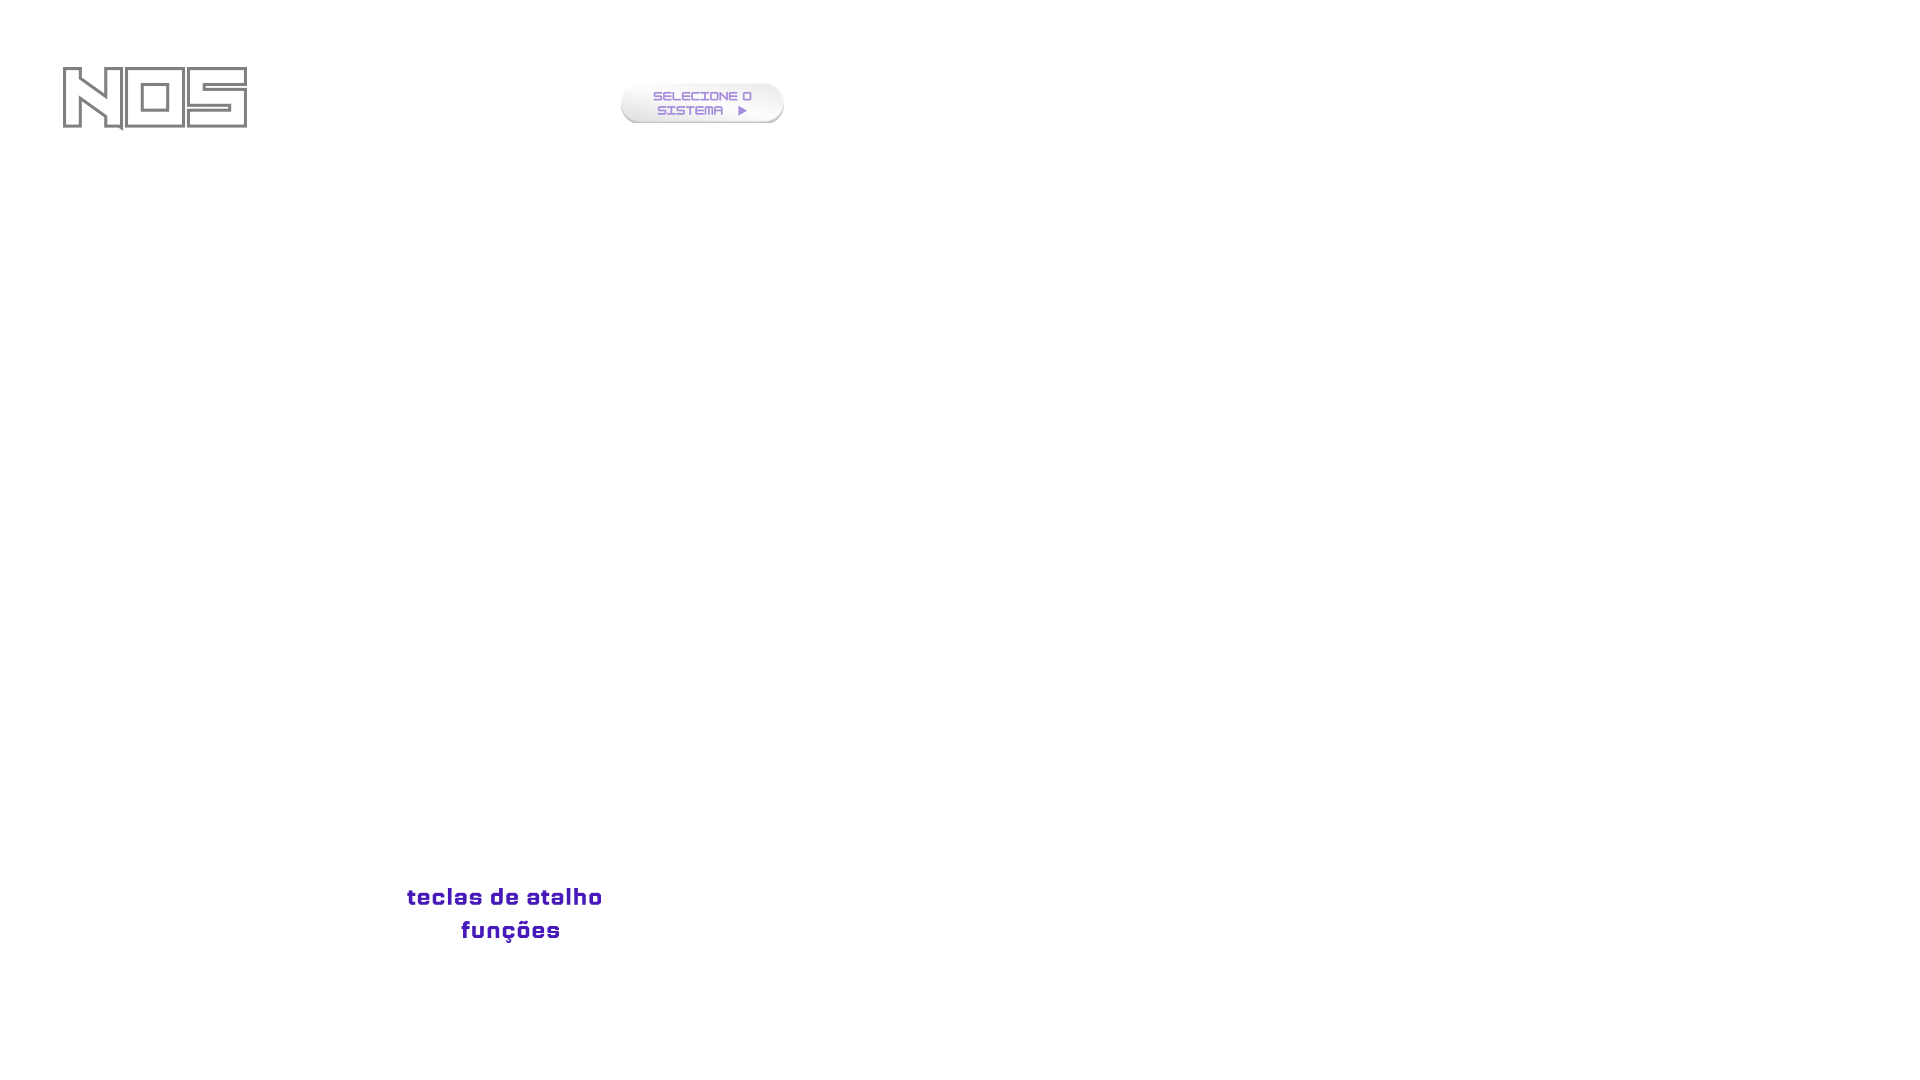 NOS
SELECIONE O
SISTEMA ▶
teclas de atalho
funções